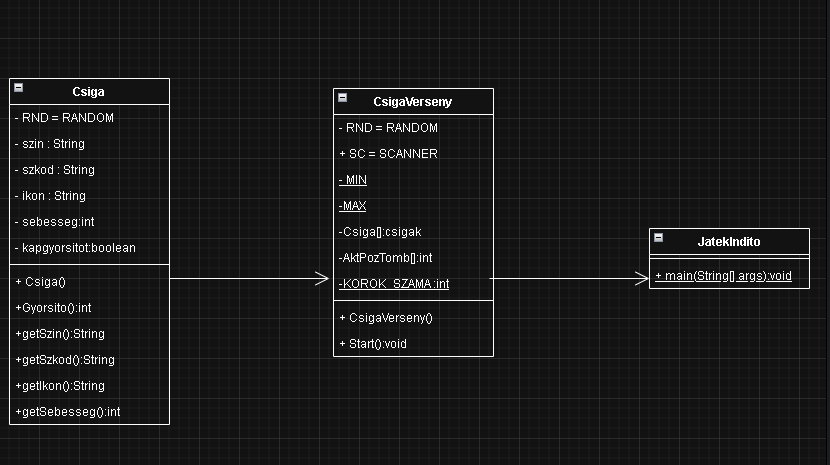 Csiga
- RND = RANDOM
- szin : String
- szkod : String
- ikon : String
- sebesseg:int
- kapgyorsitot:boolean
+ Csiga()
+Gyorsito():int
+getSzin():String
+getSzkod():String
+getIkon():String
+getSebesseg():int
CsigaVerseny
- RND = RANDOM
+ SC = SCANNER
- MIN
-MAX
-Csiga[]:csigak
-AktPozTomb[]:int
-KOROK_SZAMA:int
+ CsigaVerseny()
+ Start():void
JatekIndito
+ main(String[] args):void